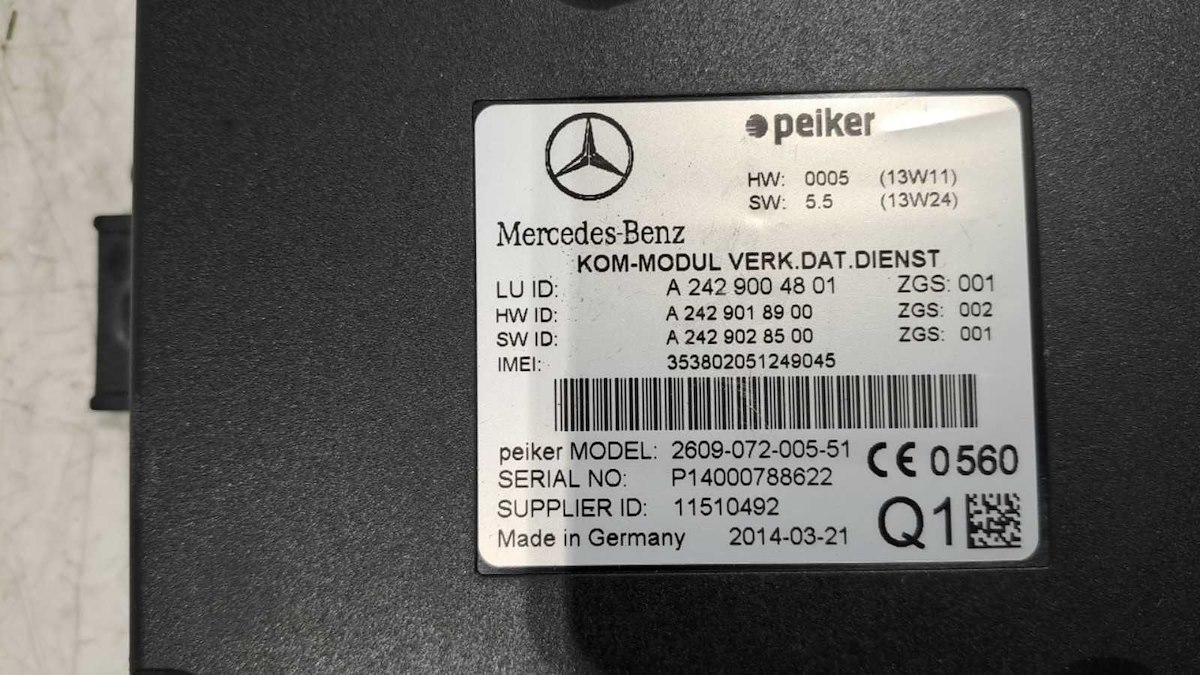 peiker
HW: 0005 (13W11)
SW: 5.5 (13W24)
Mercedes-Benz
KOM-MODUL VERK.DAT.DIENST
LU ID: A 242 900 48 01 ZGS: 001
HW ID: A 242 901 89 00 ZGS: 002
SW ID: A 242 902 85 00 ZGS: 001
IMEI: 353802051249045
peiker MODEL: 2609-072-005-51
CE 0560
SERIAL NO: P14000788622
SUPPLIER ID: 11510492
Q1
Made in Germany 2014-03-21